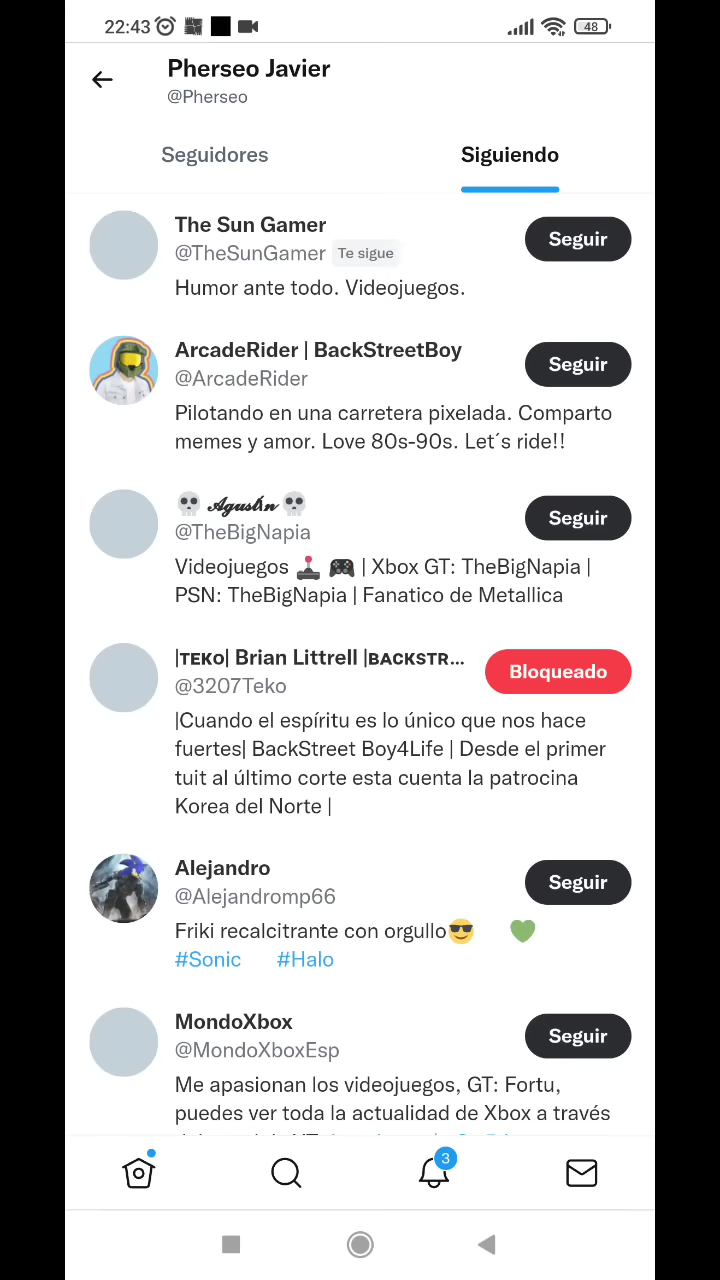 22:43
48
Pherseo Javier
@Pherseo
Seguidores
Siguiendo
The Sun Gamer
@TheSunGamer Te sigue
Seguir
Humor ante todo. Videojuegos.
ArcadeRider | BackStreetBoy
@ArcadeRider
Seguir
Pilotando en una carretera pixelada. Comparto
memes y amor. Love 80s-90s. Let´s ride!!
💀 𝓐𝓰𝓾𝓼𝓽í𝓷 💀
@TheBigNapia
Seguir
Videojuegos 🕹️ 🎮 | Xbox GT: TheBigNapia |
PSN: TheBigNapia | Fanatico de Metallica
|ᴛᴇᴋo| Brian Littrell |ʙᴀᴄᴋꜱᴛʀ...
@3207Teko
Bloqueado
|Cuando el espíritu es lo único que nos hace
fuertes| BackStreet Boy4Life | Desde el primer
tuit al último corte esta cuenta la patrocina
Korea del Norte |
Alejandro
@Alejandromp66
Seguir
Friki recalcitrante con orgullo😎 💚
#Sonic #Halo
MondoXbox
@MondoXboxEsp
Seguir
Me apasionan los videojuegos, GT: Fortu,
puedes ver toda la actualidad de Xbox a través
3